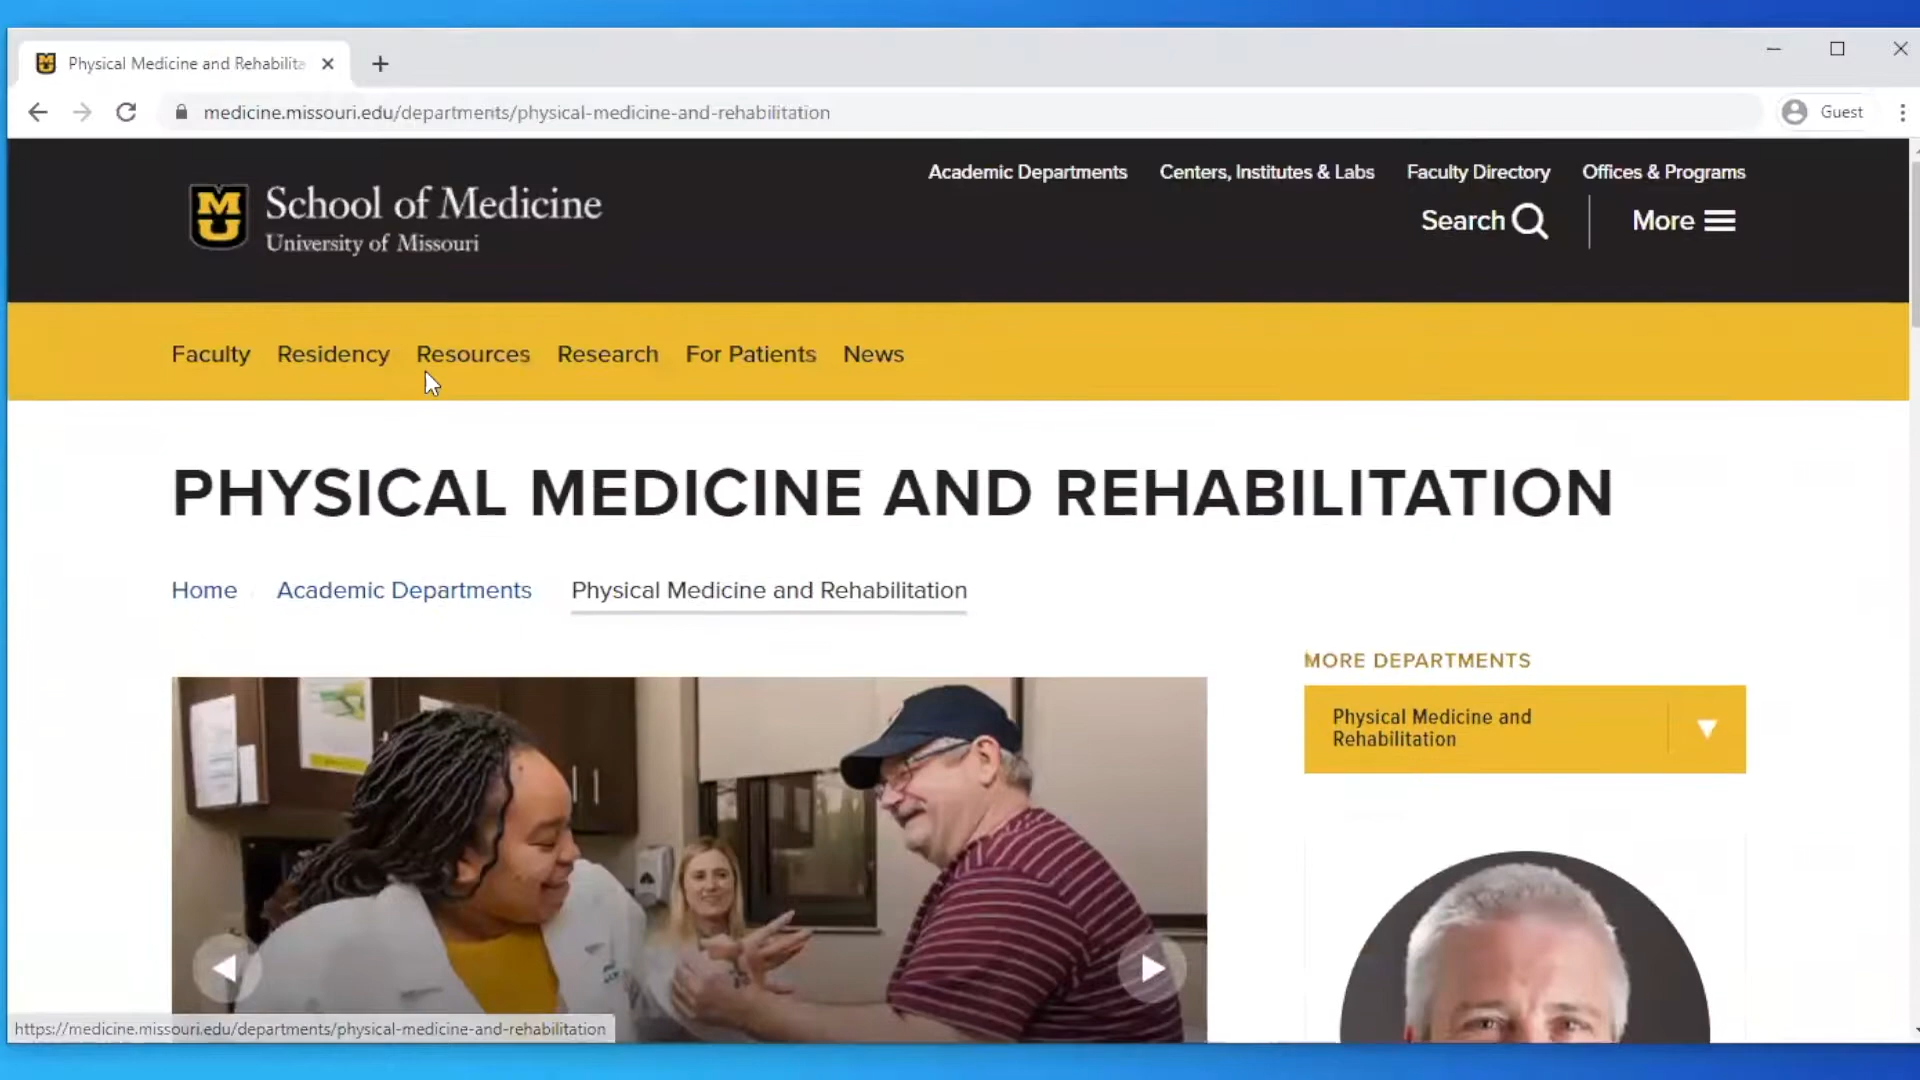 Physical Medicine and Rehabilita
medicine.missouri.edu/departments/physical-medicine-and-rehabilitation
Guest
Academic Departments Centers, Institutes & Labs Faculty Directory Offices & Programs
MU
School of Medicine
University of Missouri
Search More
Faculty Residency Resources Research For Patients News
PHYSICAL MEDICINE AND REHABILITATION
Home Academic Departments Physical Medicine and Rehabilitation
MORE DEPARTMENTS
Physical Medicine and
Rehabilitation
https://medicine.missouri.edu/departments/physical-medicine-and-rehabilitation